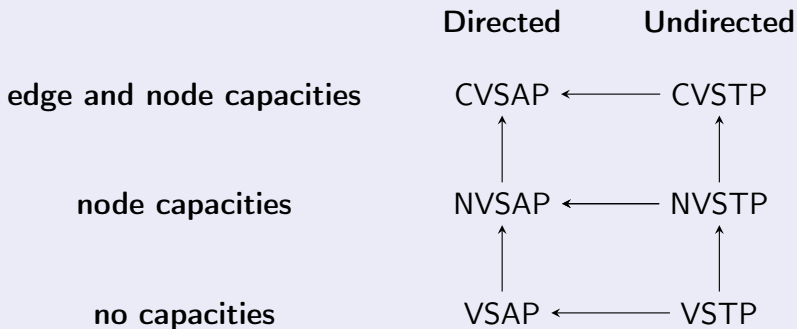 Directed Undirected
edge and node capacities CVSAP CVSTP
node capacities NVSAP NVSTP
no capacities VSAP VSTP